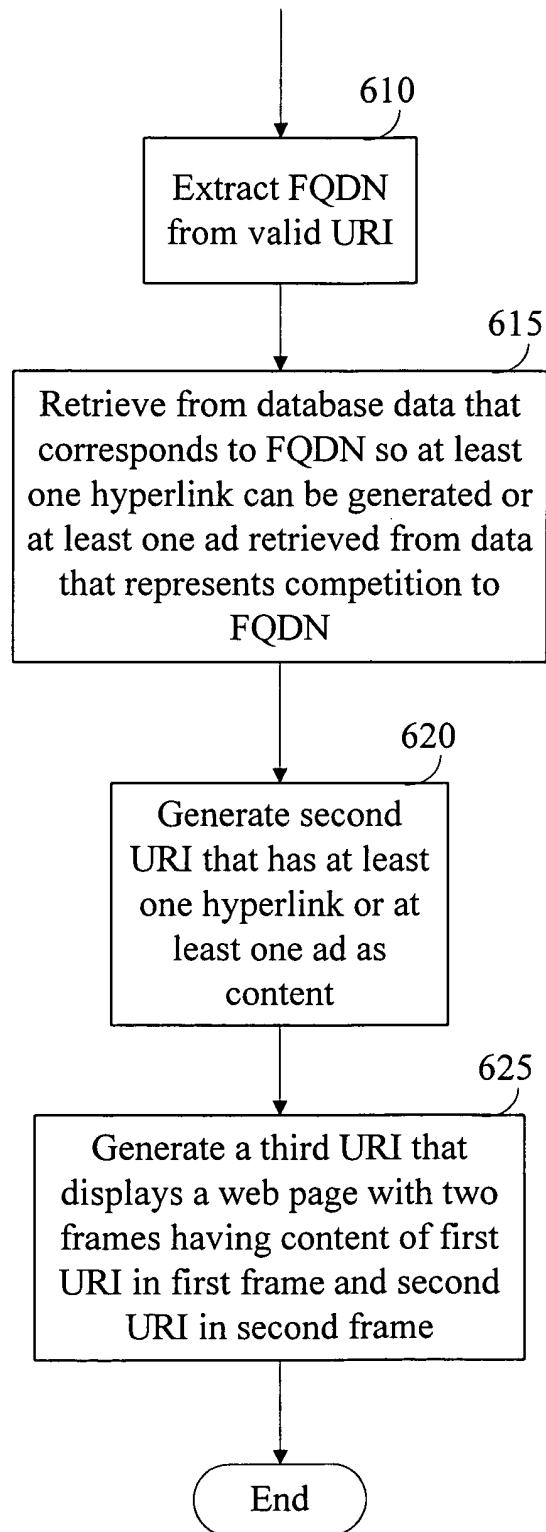 610
Extract FQDN
from valid URI
615
Retrieve from database data that
corresponds to FQDN so at least
one hyperlink can be generated or
at least one ad retrieved from data
that represents competition to
FQDN
620
Generate second
URI that has at least
one hyperlink or at
least one ad as
content
625
Generate a third URI that
displays a web page with two
frames having content of first
URI in first frame and second
URI in second frame
End